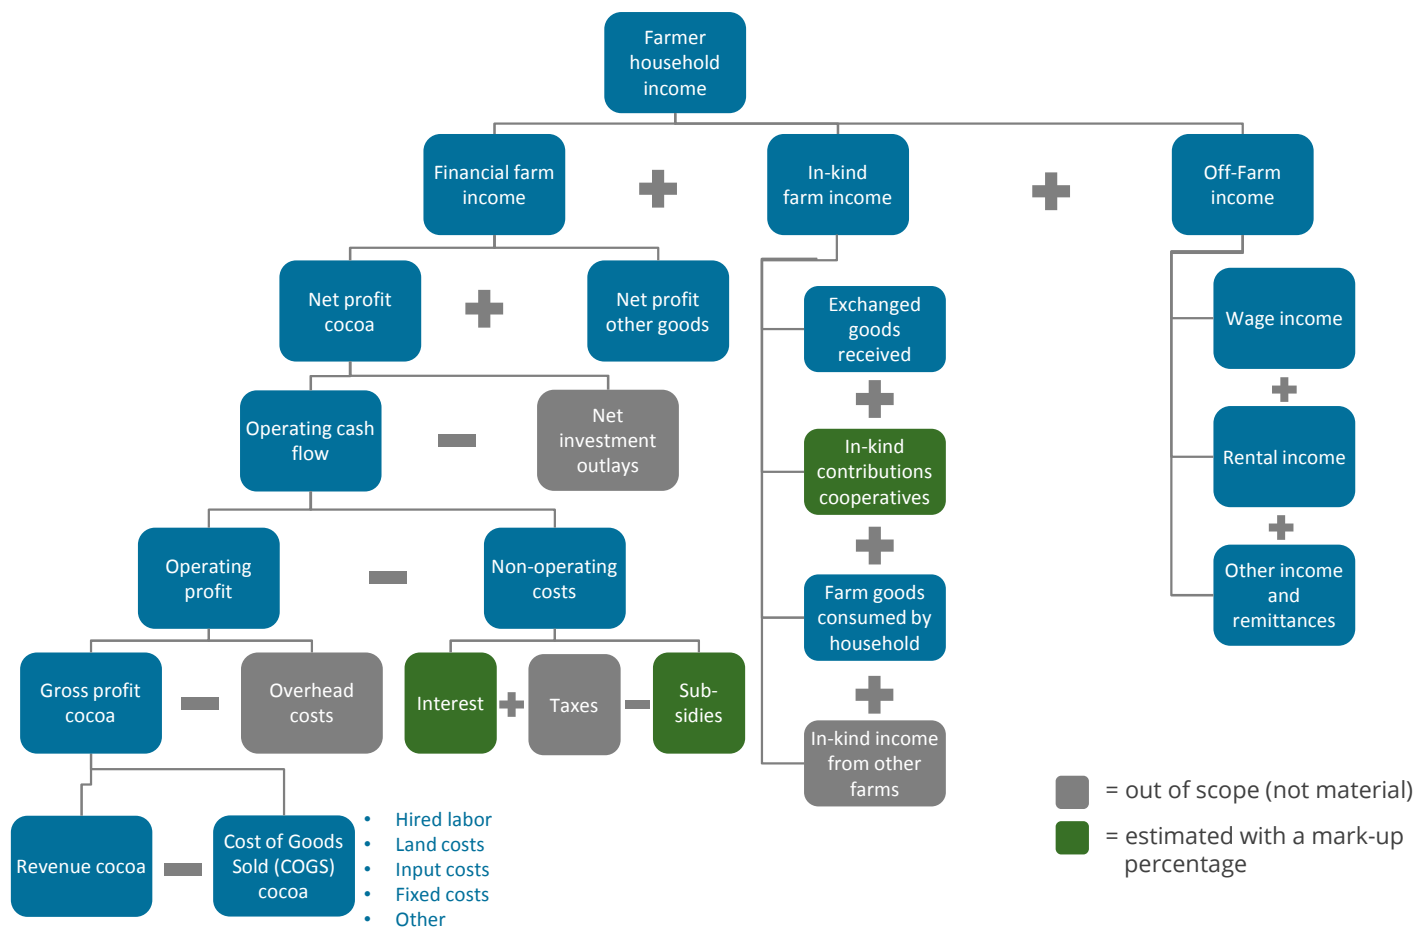 Farmer
household
income
Financial farm
income
In-kind
farm income
Off-Farm
income
Net profit
cocoa
Net profit
other goods
Exchanged
goods
received
Wage income
Operating cash
flow
Net
investment
outlays
In-kind
contributions
cooperatives
Rental income
Operating
profit
Non-operating
costs
Farm goods
consumed by
household
Other income
and
remittances
Gross profit
cocoa
Overhead
costs
Interest
Taxes
Sub-
sidies
In-kind income
from other
farms
Revenue cocoa
Cost of Goods
Sold (COGS)
cocoa
• Hired labor
• Land costs
• Input costs
• Fixed costs
• Other
= out of scope (not material)
= estimated with a mark-up
percentage